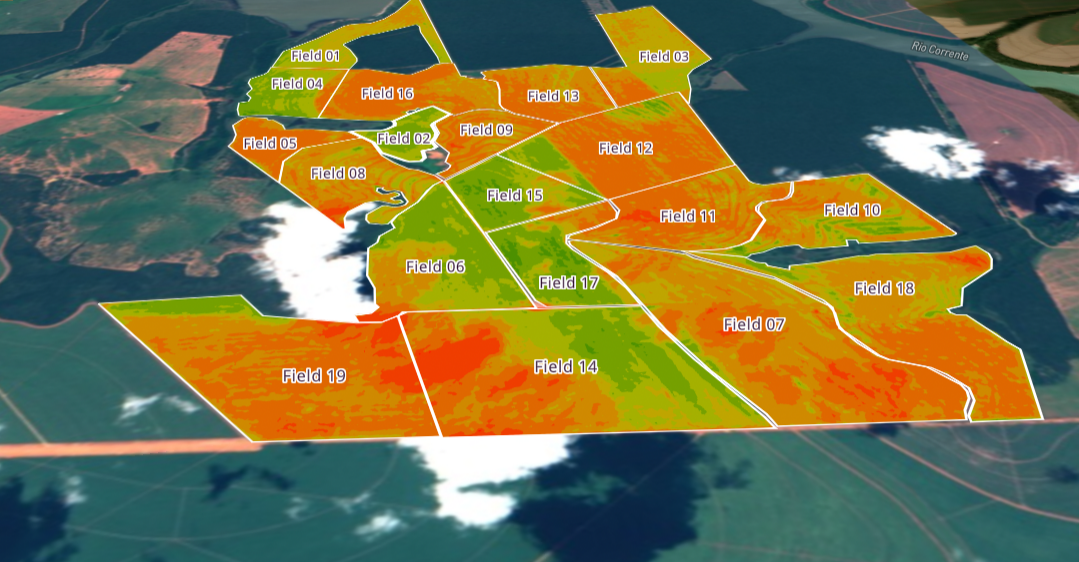 Rio Corrente
Field 01
Field 03
Field 04
Field 16
Field 13
Field 02
Field 09
Field 05
Field 12
Field 08
Field 15
Field 11
Field 10
Field 06
Field 17
Field 18
Field 07
Field 14
Field 19